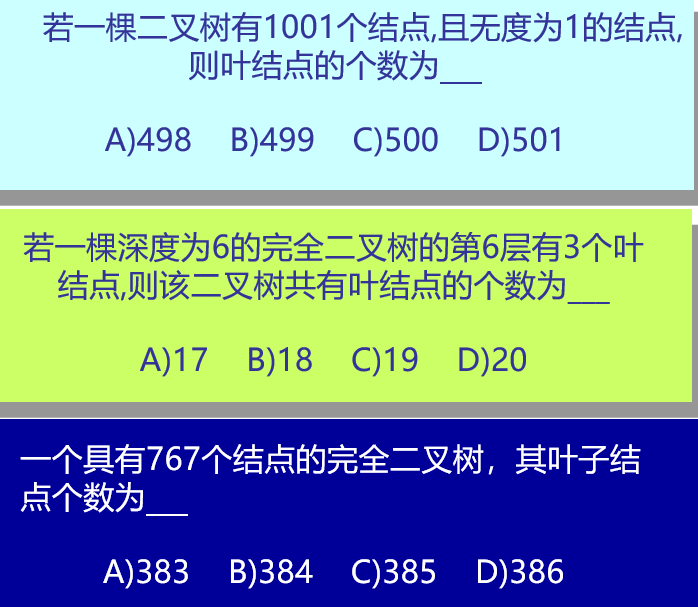 若一棵二叉树有1001个结点,且无度为1的结点,
则叶结点的个数为___
A)498 B)499 C)500 D)501
若一棵深度为6的完全二叉树的第6层有3个叶
结点,则该二叉树共有叶结点的个数为___
A)17 B)18 C)19 D)20
一个具有767个结点的完全二叉树，其叶子结
点个数为___
A)383 B)384 C)385 D)386